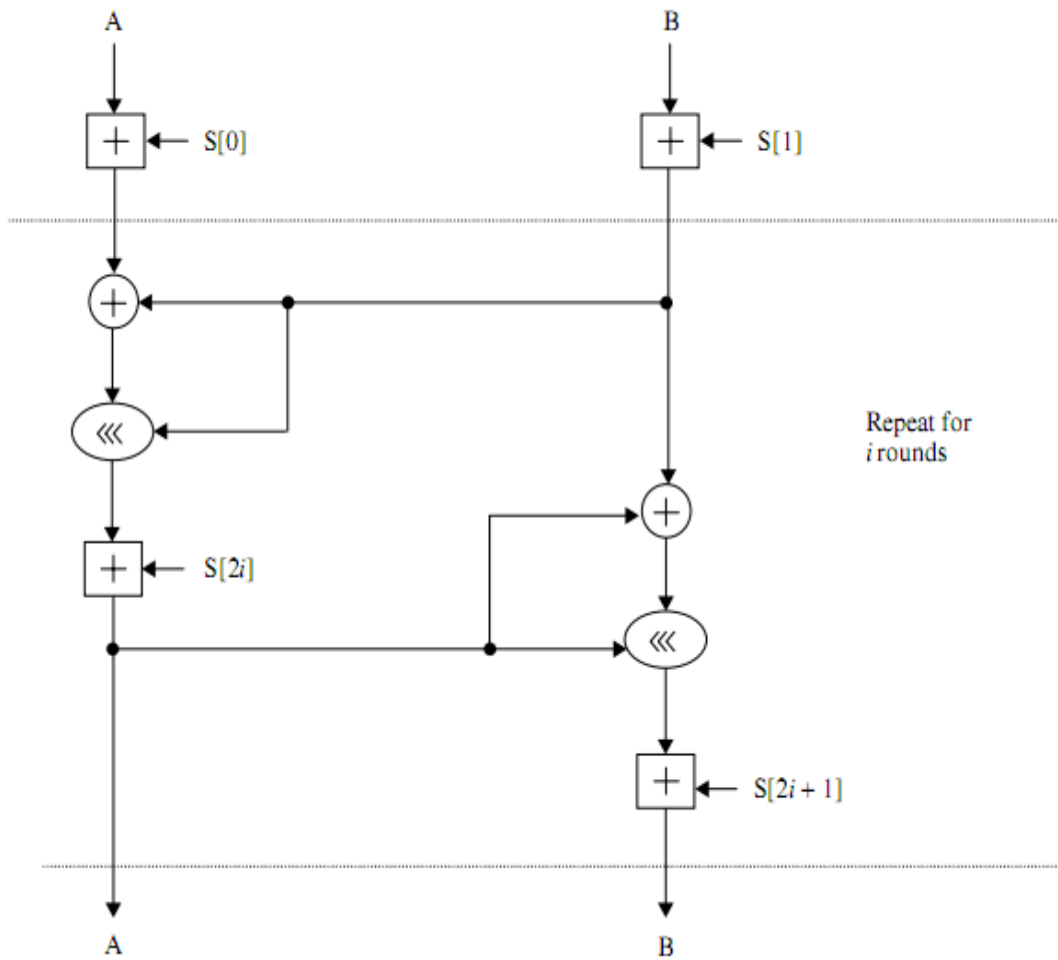 A
B
+
S[0]
+
S[1]
+
<<<
Repeat for
i rounds
+
+
S[2i]
<<<
+
S[2i + 1]
A
B